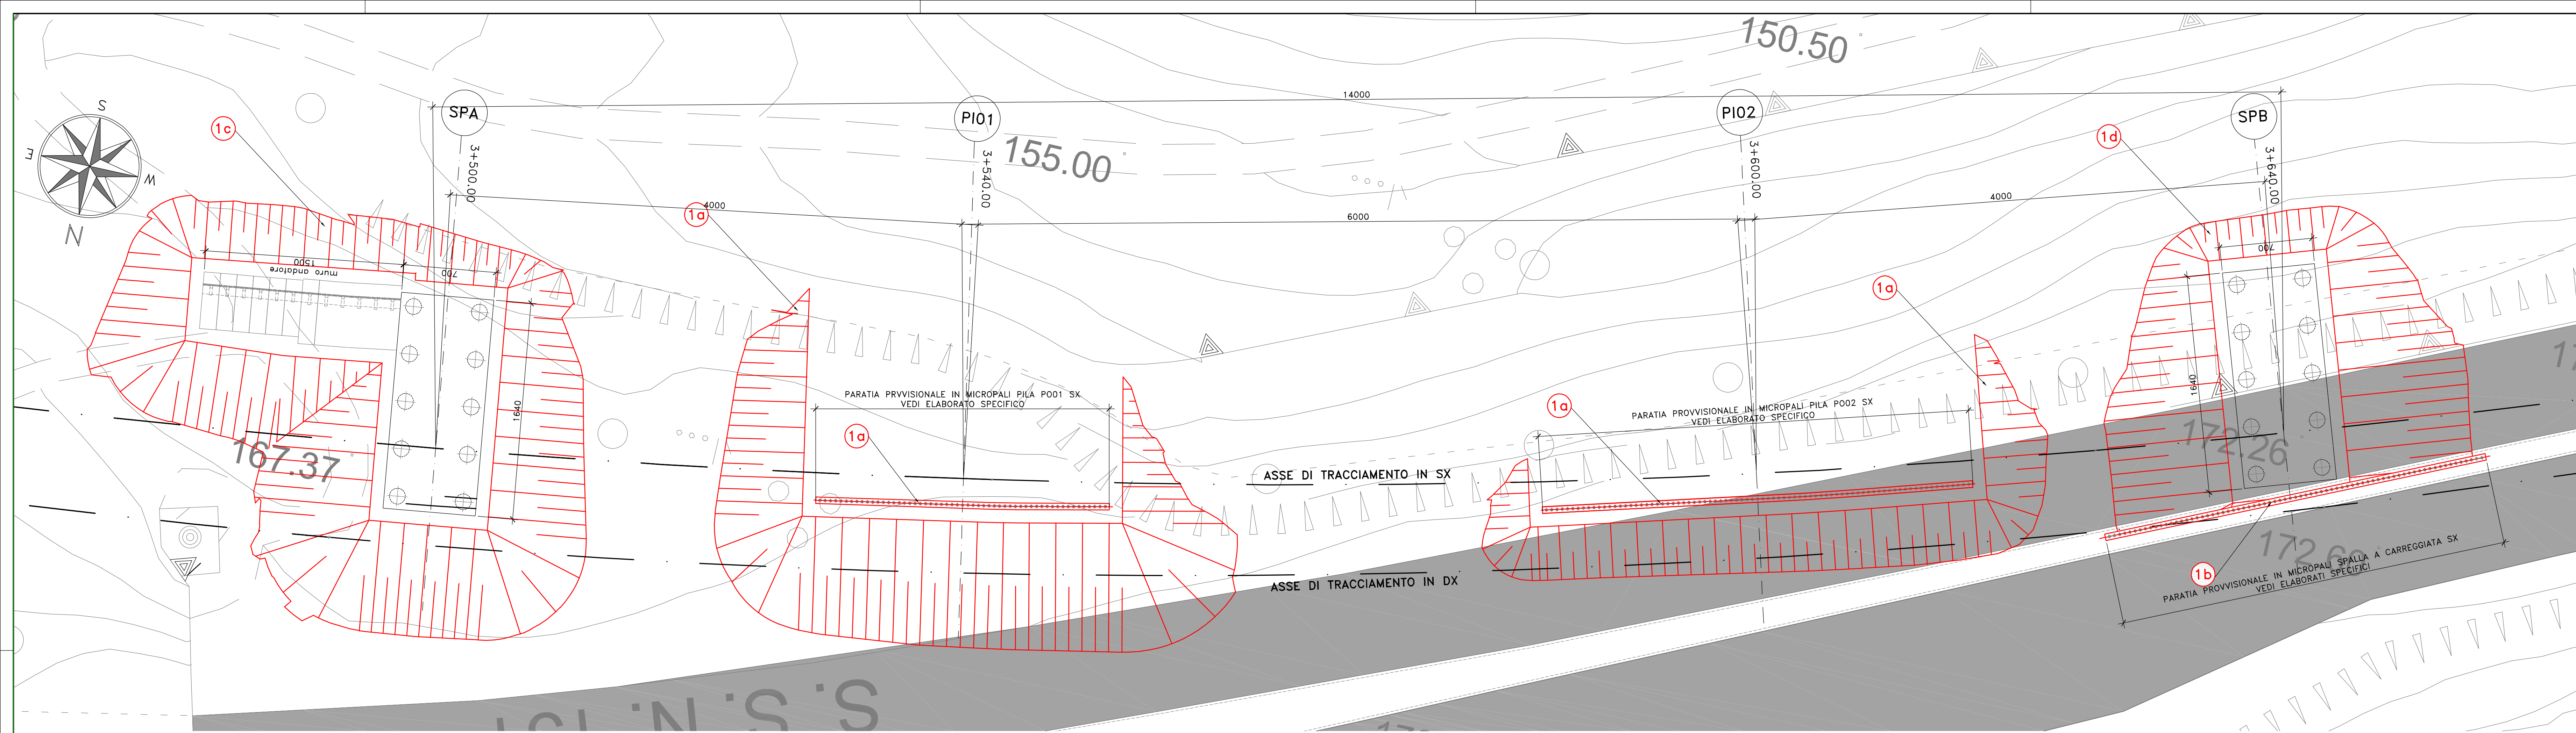 150.50
14000
SPA
PI01
PI02
SPB
S
E
W
N
1c
1d
3+500.00
3+540.00
3+600.00
3+640.00
155.00
4000
1a
6000
4000
1500
muro andatore
700
700
1a
1640
1640
PARATIA PRVVISIONALE IN MICROPALI PILA P001 SX
VEDI ELABORATO SPECIFICO
1a
1a
PARATIA PROVVISIONALE IN MICROPALI PILA P002 SX
VEDI ELABORATO SPECIFICO
167.37
172.26
ASSE DI TRACCIAMENTO IN SX
ASSE DI TRACCIAMENTO IN DX
1b
PARATIA PROVVISIONALE IN MICROPALI SPALLA A CARREGGIATA SX
VEDI ELABORATI SPECIFICI
S.S.N.